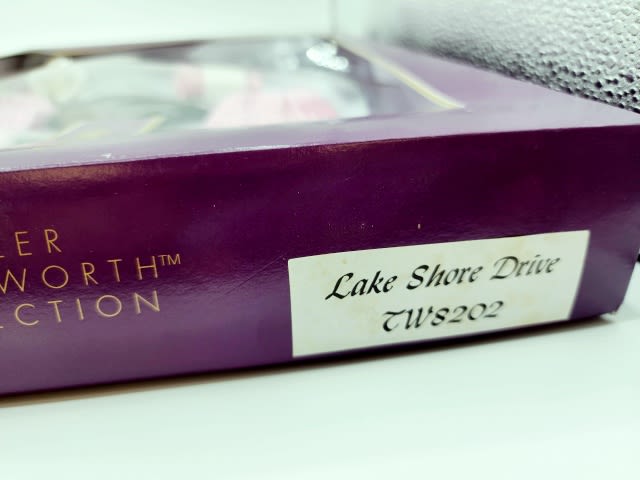 LER
WORTH™
ECTION
Lake Shore Drive
TW8202